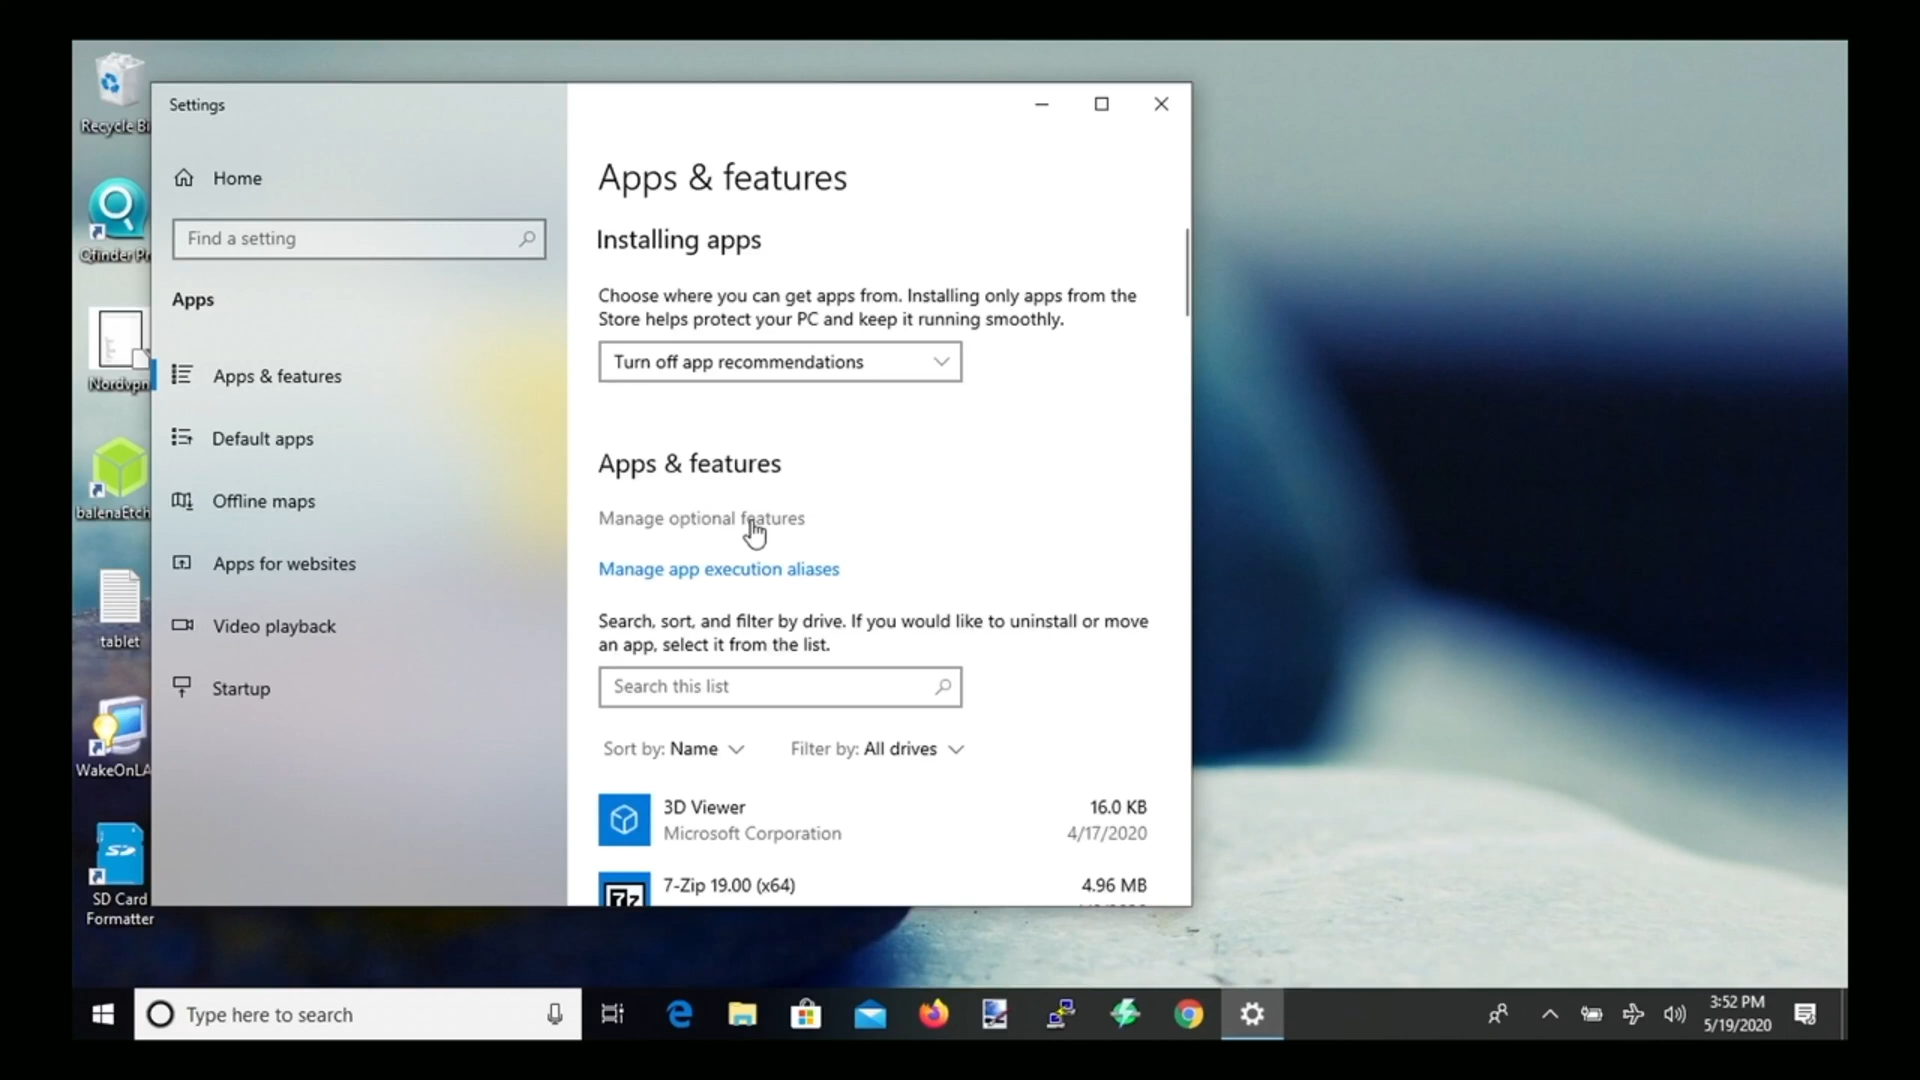 Recycle Bi
Qfinder Pr
Nordvpn
balenaEtch
tablet
WakeOnLA
SD Card
Formatter
Settings
Home
Find a setting
Apps
Apps & features
Default apps
Offline maps
Apps for websites
Video playback
Startup
Apps & features
Installing apps
Choose where you can get apps from. Installing only apps from the
Store helps protect your PC and keep it running smoothly.
Turn off app recommendations
Apps & features
Manage optional features
Manage app execution aliases
Search, sort, and filter by drive. If you would like to uninstall or move
an app, select it from the list.
Search this list
Sort by: Name
Filter by: All drives
3D Viewer
16.0 KB
Microsoft Corporation
4/17/2020
7-Zip 19.00 (x64)
4.96 MB
Type here to search
3:52 PM
5/19/2020